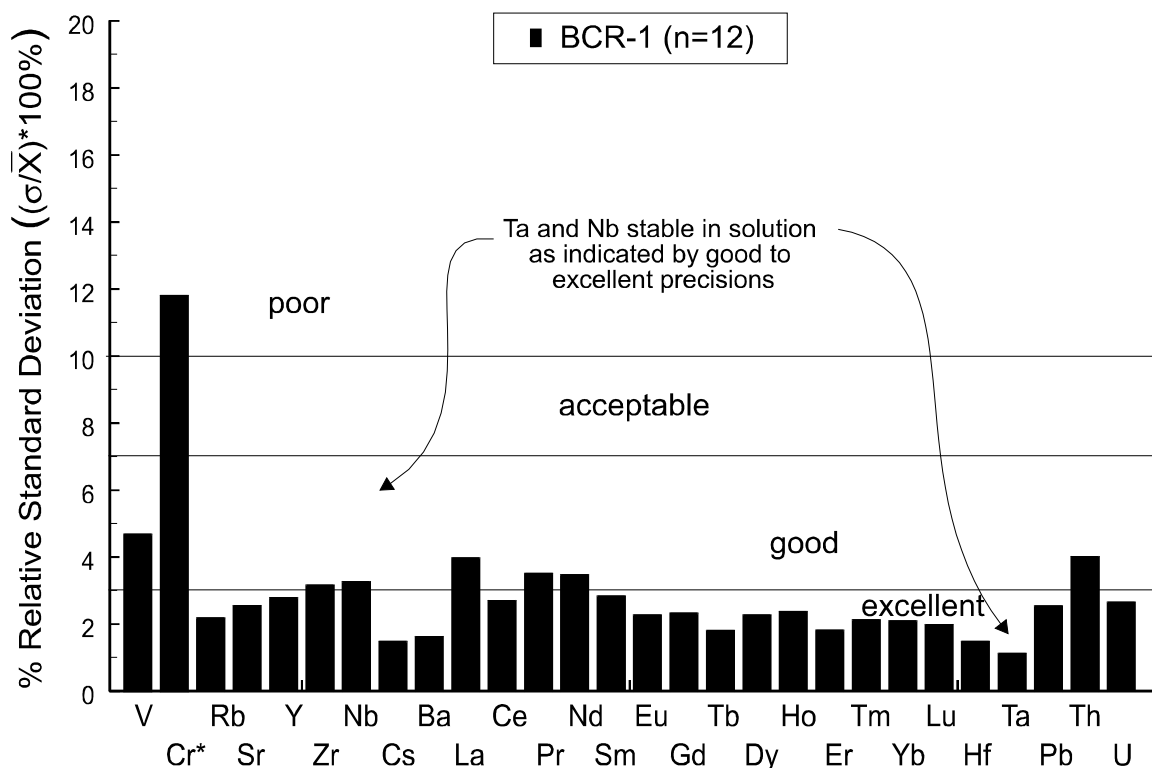 % Relative Standard Deviation ((σ/X̅)*100%)
20
18
16
14
12
10
8
6
4
2
0
BCR-1 (n=12)
Ta and Nb stable in solution
as indicated by good to
excellent precisions
poor
acceptable
good
excellent
V Rb Y Nb Ba Ce Nd Eu Tb Ho Tm Lu Ta Th
Cr* Sr Zr Cs La Pr Sm Gd Dy Er Yb Hf Pb U